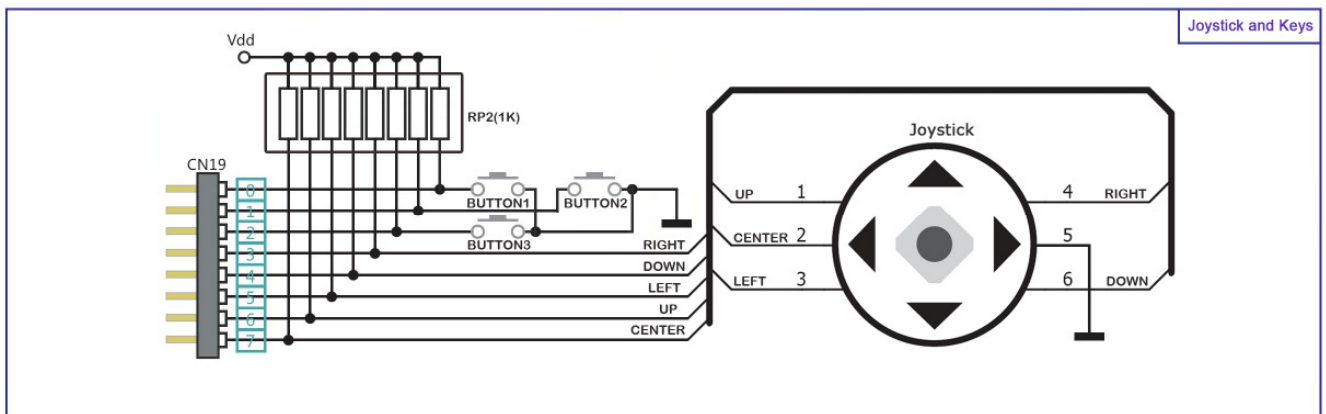 Joystick and Keys
Vdd
RP2(1K)
CN19
0
1
2
3
4
5
6
7
BUTTON1
BUTTON2
BUTTON3
RIGHT
DOWN
LEFT
UP
CENTER
Joystick
UP 1
CENTER 2
LEFT 3
4 RIGHT
5
6 DOWN